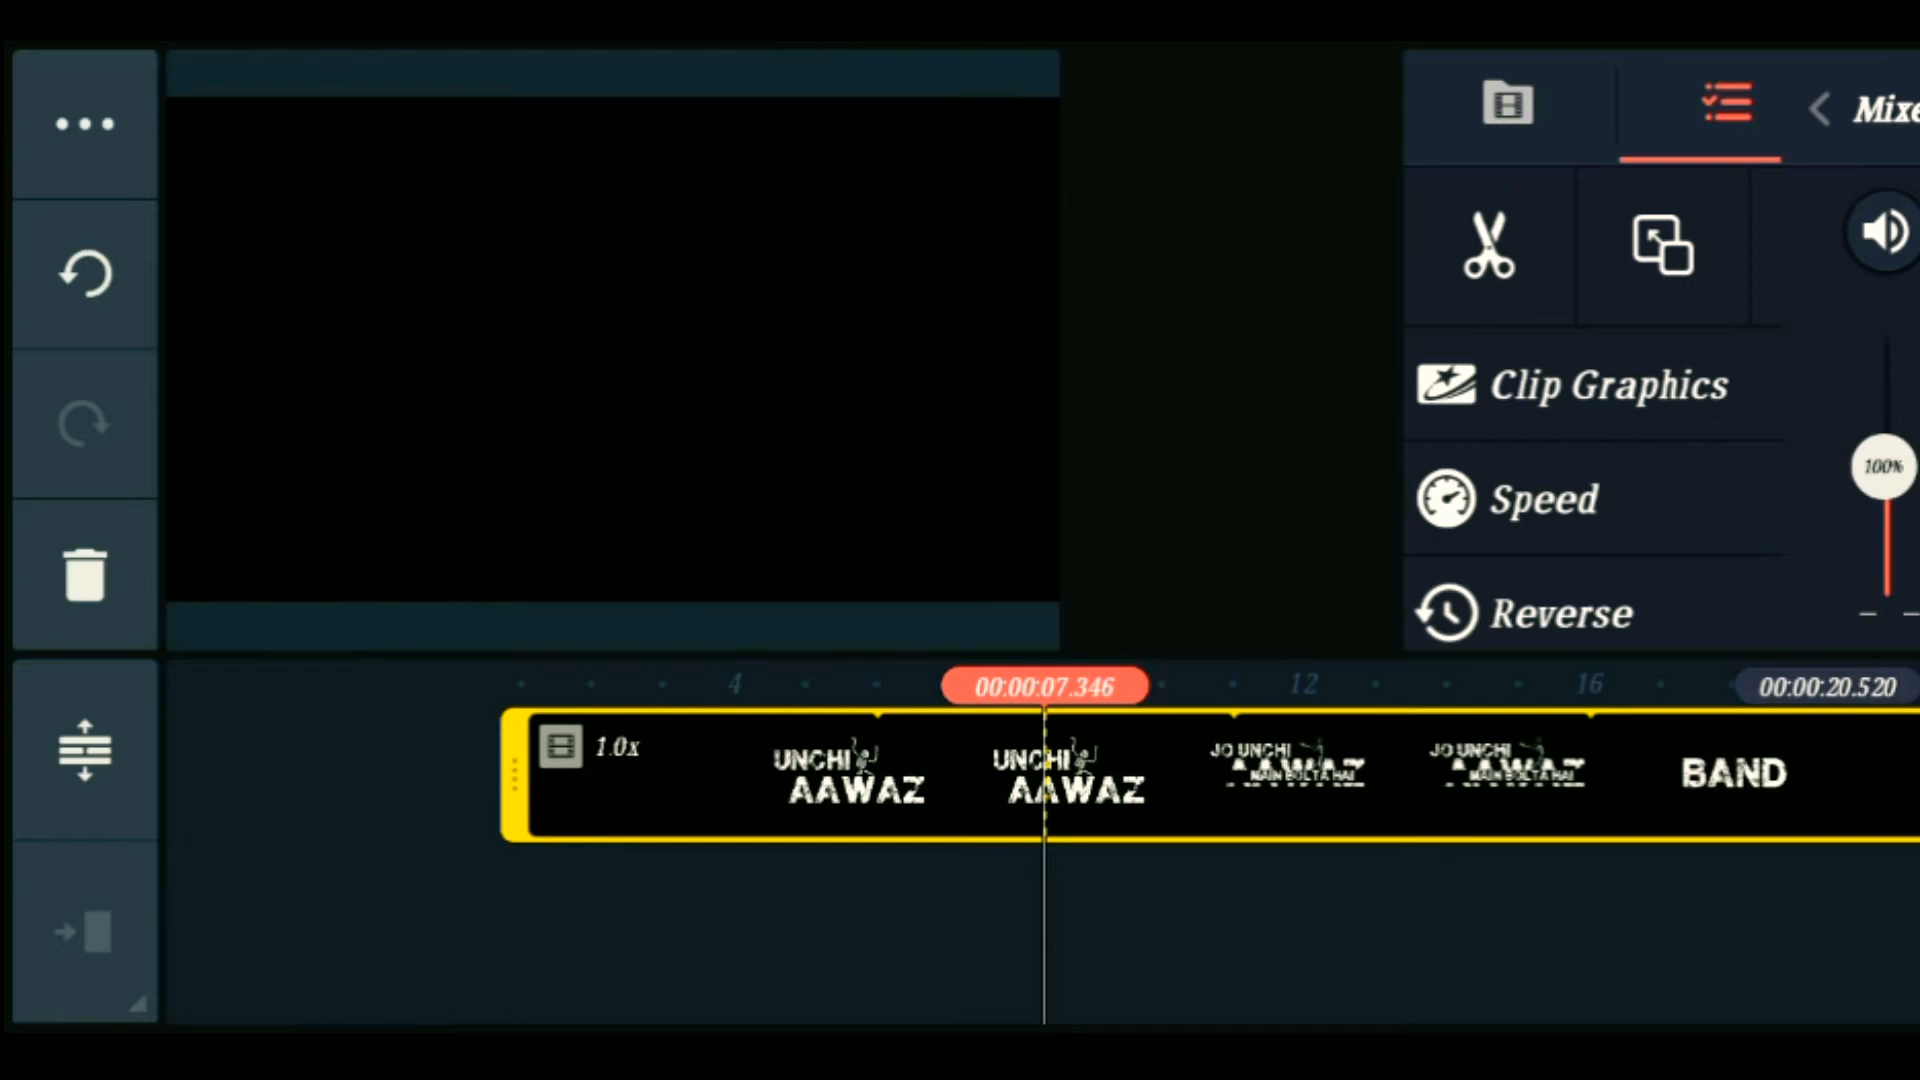 Mixe
Clip Graphics
100%
Speed
Reverse
4
00:00:07.346
12
16
00:00:20.520
1.0x
UNCHI
AAWAZ
UNCHI
AAWAZ
JO UNCHI
AAWAZ
MAIN BOLTA HAI
JO UNCHI
AAWAZ
MAIN BOLTA HAI
BAND